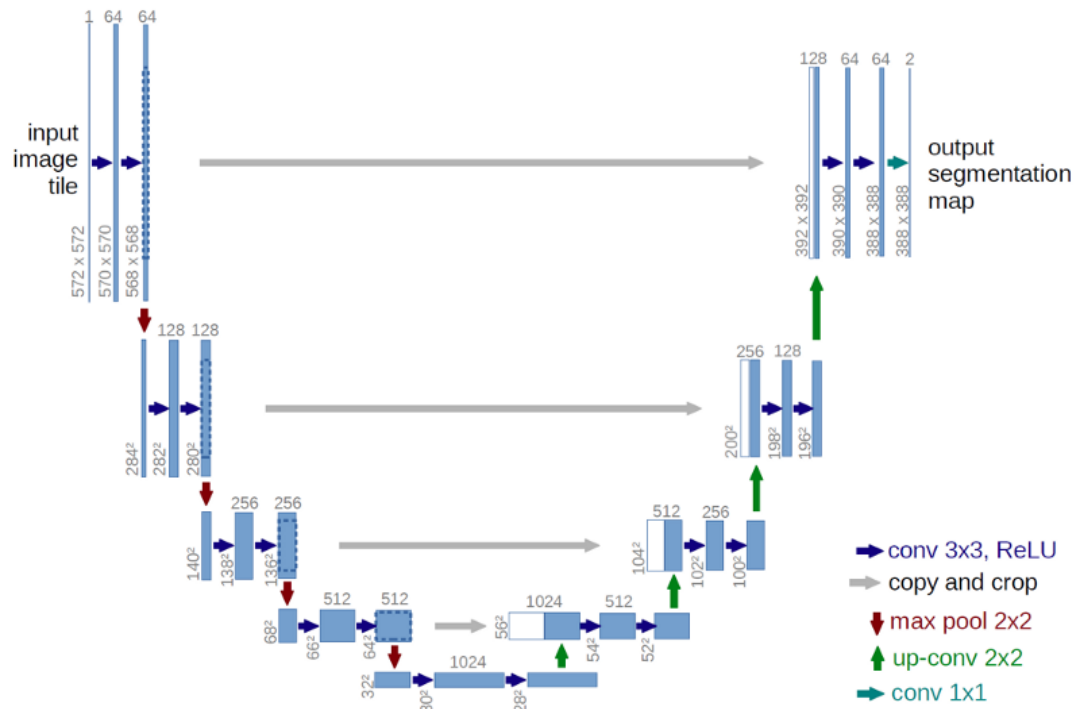 1 64 64
128 64 64 2
input
image
tile
output
segmentation
map
572 x 572
570 x 570
568 x 568
392 x 392
390 x 390
388 x 388
388 x 388
128 128
256 128
284²
282²
280²
200²
198²
196²
256 256
512 256
140²
138²
136²
104²
102²
100²
512 512
1024 512
68²
66²
64²
56²
54²
52²
1024
32²
30²
28²
conv 3x3, ReLU
copy and crop
max pool 2x2
up-conv 2x2
conv 1x1